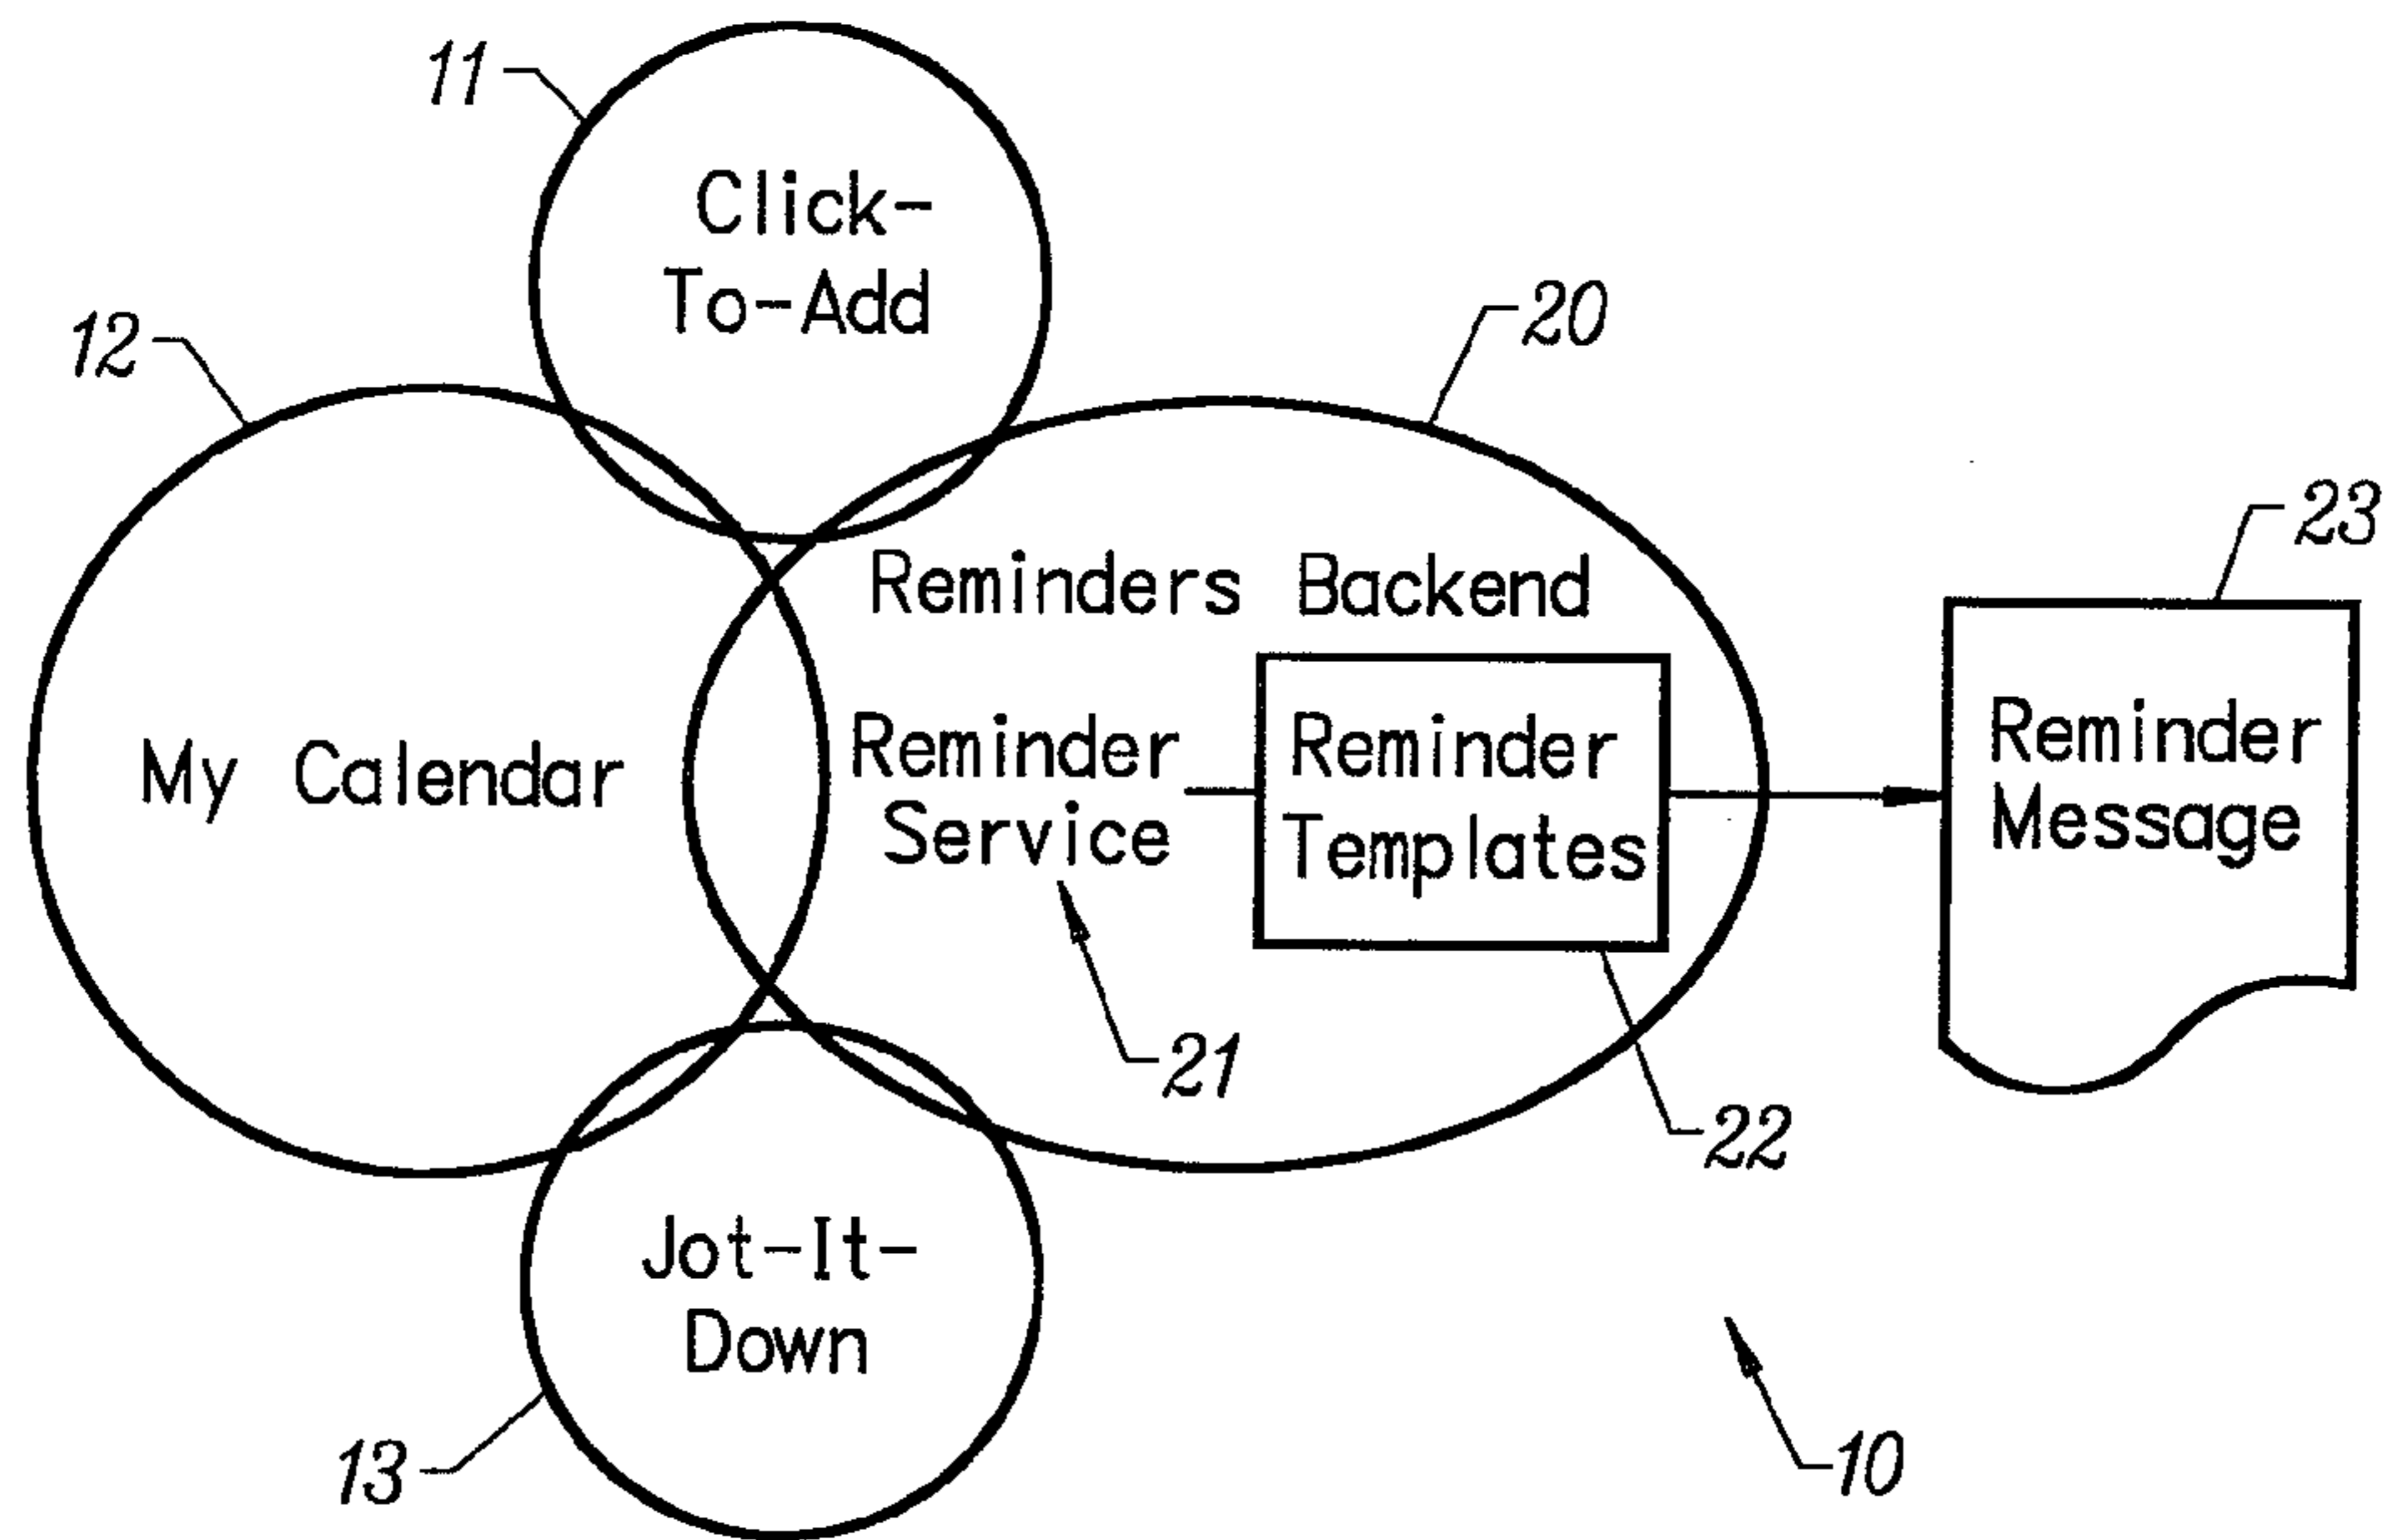 11
Click-
To-Add
12
20
23
Reminders Backend
My Calendar
Reminder
Service
Reminder
Templates
Reminder
Message
21
22
Jot-It-
Down
13
10